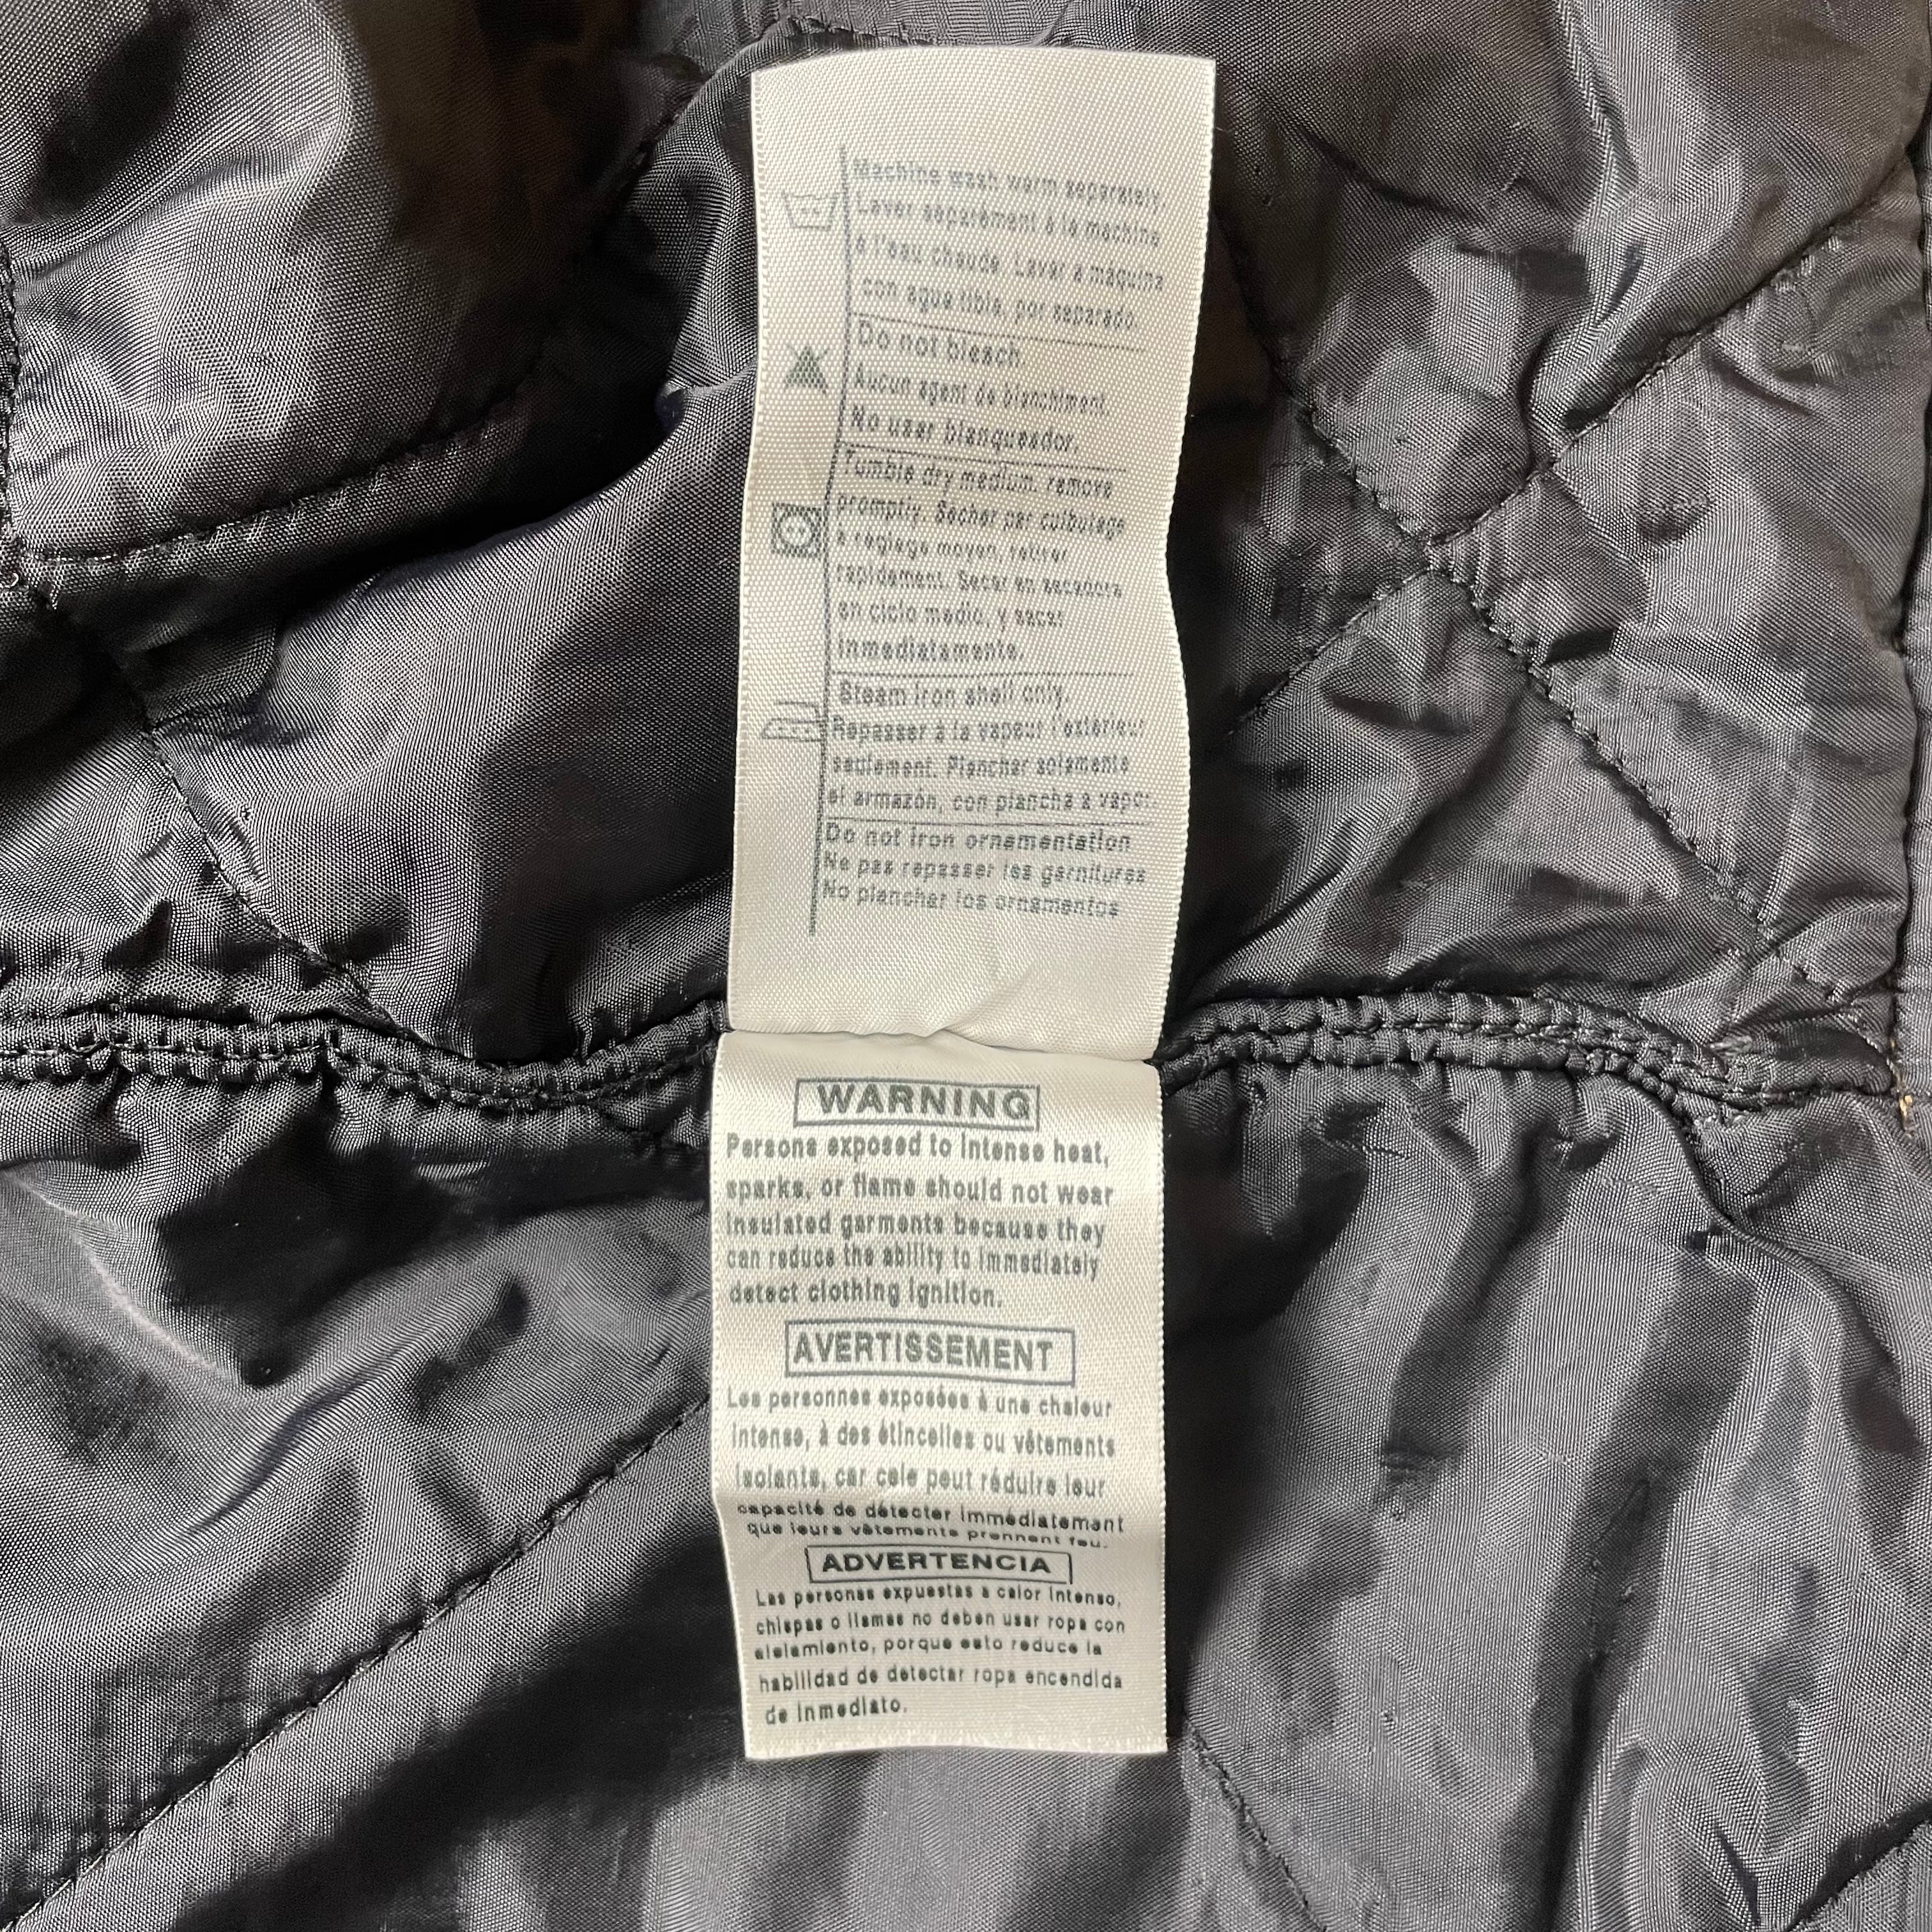 Machine wash warm separately.
Laver séparément à la machine
à l'eau chaude. Lavar a máquina
con agua tibia, por separado.
Do not bleach.
Aucun agent de blanchiment.
No usar blanqueador.
Tumble dry medium, remove
promptly. Sécher par culbutage
à réglage moyen, retirer
rapidement. Secar en secadora
en ciclo medio, y sacar
inmediatamente.
Steam iron shell only.
Repasser à la vapeur l'extérieur
seulement. Planchar solamente
el armazón, con plancha a vapor.
Do not iron ornamentation
Ne pas repasser les garnitures
No planchar los ornamentos
WARNING
Persons exposed to intense heat,
sparks, or flame should not wear
insulated garments because they
can reduce the ability to immediately
detect clothing ignition.
AVERTISSEMENT
Les personnes exposées à une chaleur
intense, à des étincelles ou vêtements
isolants, car cela peut réduire leur
capacité de détecter immédiatement
que leurs vêtements prennent feu.
ADVERTENCIA
Las personas expuestas a calor intenso,
chispas o llamas no deben usar ropa con
aislamiento, porque esto reduce la
habilidad de detectar ropa encendida
de inmediato.